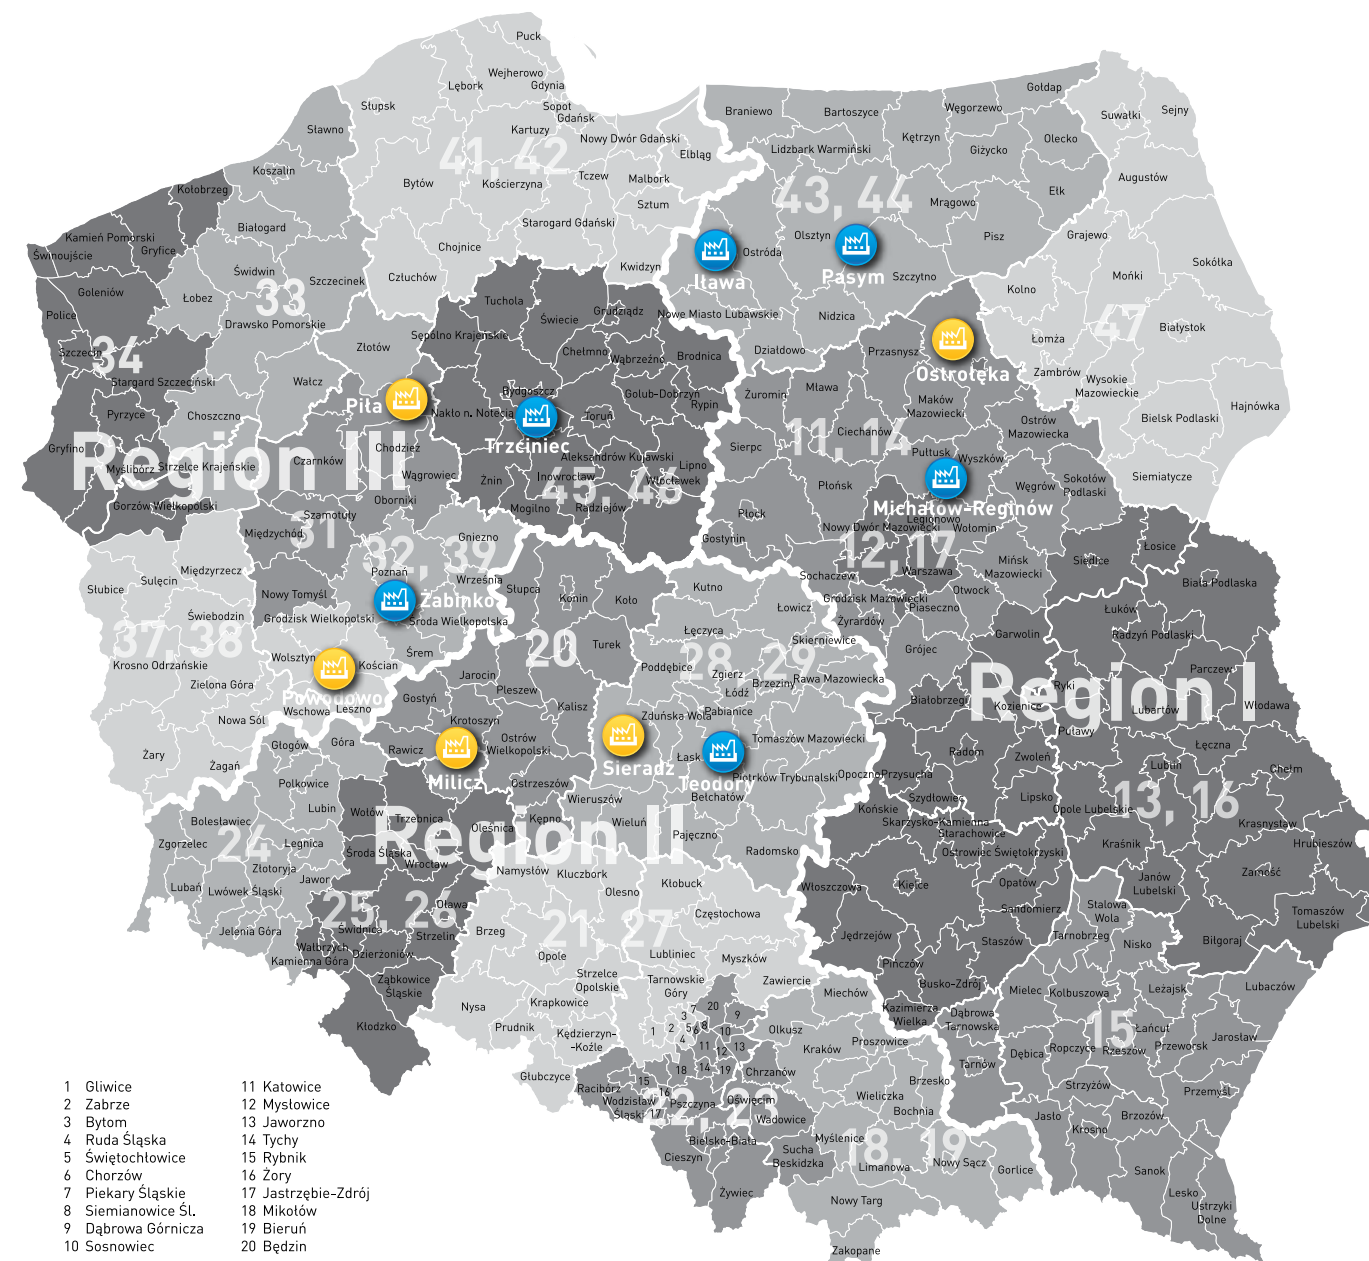 Puck
Wejherowo
Lębork
Gdynia
Słupsk
Sopot
Gdańsk
Sławno
Kartuzy
Nowy Dwór Gdański
Elbląg
41, 42
Koszalin
Bytów
Kościerzyna
Tczew
Malbork
Kołobrzeg
Sztum
Starogard Gdański
Białogard
Chojnice
Kwidzyn
Człuchów
Kamień Pomorski
Świnoujście
Gryfice
Świdwin
Szczecinek
Goleniów
Łobez
33
Drawsko Pomorskie
Police
Szczecin
34
Stargard Szczeciński
Złotów
Wałcz
Pyrzyce
Choszczno
Gryfino
Region III
Myślibórz
Strzelce Krajeńskie
Gorzów Wielkopolski
Piła
Chodzież
Czarnków
Wągrowiec
Oborniki
Szamotuły
Międzychód
31
Gołdap
Braniewo
Bartoszyce
Węgorzewo
Kętrzyn
Olecko
Lidzbark Warmiński
Giżycko
43, 44
Ełk
Mrągowo
Olsztyn
Ostróda
Pisz
Iława
Pasym
Szczytno
Nowe Miasto Lubawskie
Nidzica
Działdowo
Suwałki
Sejny
Augustów
Grajewo
Sokółka
Mońki
Kolno
47
Białystok
Łomża
Zambrów
Wysokie
Mazowieckie
Hajnówka
Bielsk Podlaski
Siemiatycze
Tuchola
Świecie
Grudziądz
Sępólno Krajeńskie
Chełmno
Wąbrzeźno
Brodnica
Bydgoszcz
Golub-Dobrzyń
Rypin
Nakło n. Notecią
Toruń
Trzciniec
Aleksandrów Kujawski
Lipno
Inowrocław
Włocławek
Żnin
45, 46
Mogilno
Radziejów
Przasnysz
Ostrołęka
Mława
Żuromin
Maków
Mazowiecki
Ostrów
Mazowiecka
11, 14
Ciechanów
Sierpc
Pułtusk
Wyszków
Płońsk
Węgrów
Sokołów
Podlaski
Michałów-Reginów
Płock
Legionowo
Nowy Dwór Mazowiecki
Wołomin
Gostynin
12, 17
Warszawa
Mińsk
Mazowiecki
Siedlce
Łosice
Sochaczew
Otwock
Grodzisk Mazowiecki
Piaseczno
Żyrardów
Garwolin
Grójec
Biała Podlaska
Łuków
Radzyń Podlaski
Parczew
Region I
Białobrzegi
Kozienice
Ryki
Lubartów
Włodawa
Puławy
Radom
Zwoleń
Łęczna
Lublin
Chełm
Przysucha
Szydłowiec
Lipsko
Opole Lubelskie
13, 16
Krasnystaw
Hrubieszów
Kraśnik
Janów
Lubelski
Zamość
Tomaszów
Lubelski
Biłgoraj
Końskie
Skarżysko-Kamienna
Starachowice
Ostrowiec Świętokrzyski
Włoszczowa
Kielce
Opatów
Sandomierz
Jędrzejów
Staszów
Pińczów
Busko-Zdrój
Kazimierza
Wielka
Stalowa
Wola
Tarnobrzeg
Nisko
Mielec
Kolbuszowa
Leżajsk
Lubaczów
Dąbrowa
Tarnowska
15
Łańcut
Jarosław
Dębica
Ropczyce
Rzeszów
Przeworsk
Tarnów
Strzyżów
Przemyśl
Jasło
Brzozów
Krosno
Sanok
Lesko
Ustrzyki
Dolne
Gniezno
32, 39
Poznań
Września
Międzyrzecz
Sulęcin
Słubice
Nowy Tomyśl
Żabinko
Świebodzin
Grodzisk Wielkopolski
Środa Wielkopolska
37, 38
Wolsztyn
Kościan
Śrem
Krosno Odrzańskie
Zielona Góra
Powodowo
Wschowa
Leszno
Nowa Sól
Żary
Żagań
Słupca
Konin
Koło
20
Turek
Jarocin
Pleszew
Gostyń
Kalisz
Krotoszyn
Rawicz
Ostrów
Wielkopolski
Milicz
Ostrzeszów
Kępno
Kutno
Łowicz
Łęczyca
Skierniewice
28, 29
Poddębice
Zgierz
Brzeziny
Rawa Mazowiecka
Łódź
Zduńska Wola
Pabianice
Tomaszów Mazowiecki
Sieradz
Łask
Teodory
Piotrków Trybunalski
Opoczno
Bełchatów
Wieruszów
Wieluń
Pajęczno
Radomsko
Region II
Głogów
Góra
Polkowice
Lubin
Bolesławiec
Zgorzelec
24
Legnica
Złotoryja
Lubań
Lwówek Śląski
Jawor
Jelenia Góra
Kamienna Góra
Wołów
Trzebnica
Oleśnica
Środa Śląska
Wrocław
25, 26
Oława
Świdnica
Strzelin
Wałbrzych
Dzierżoniów
Ząbkowice
Śląskie
Kłodzko
Namysłów
Kluczbork
Olesno
Kłobuck
Częstochowa
Brzeg
21, 27
Opole
Lubliniec
Myszków
Strzelce
Opolskie
Tarnowskie
Góry
Zawiercie
Nysa
Krapkowice
Prudnik
Kędzierzyn-
-Koźle
Głubczyce
1
2
3
4
5
6
7
8
9
10
11
12
13
14
15
16
17
18
19
20
Racibórz
Wodzisław
Śląski
22, 23
Pszczyna
Oświęcim
Chrzanów
Wadowice
Bielsko-Biała
Cieszyn
Sucha
Beskidzka
Żywiec
Miechów
Olkusz
Kraków
Proszowice
Brzesko
Wieliczka
Bochnia
Myślenice
18, 19
Limanowa
Nowy Sącz
Gorlice
Nowy Targ
Zakopane
1 Gliwice
2 Zabrze
3 Bytom
4 Ruda Śląska
5 Świętochłowice
6 Chorzów
7 Piekary Śląskie
8 Siemianowice Śl.
9 Dąbrowa Górnicza
10 Sosnowiec
11 Katowice
12 Mysłowice
13 Jaworzno
14 Tychy
15 Rybnik
16 Żory
17 Jastrzębie-Zdrój
18 Mikołów
19 Bieruń
20 Będzin